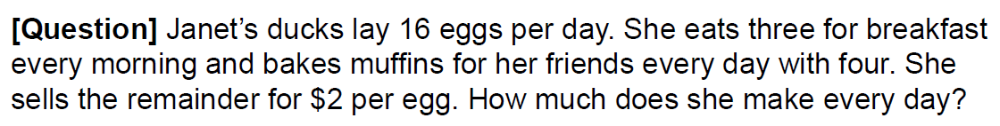 [Question] Janet’s ducks lay 16 eggs per day. She eats three for breakfast
every morning and bakes muffins for her friends every day with four. She
sells the remainder for $2 per egg. How much does she make every day?